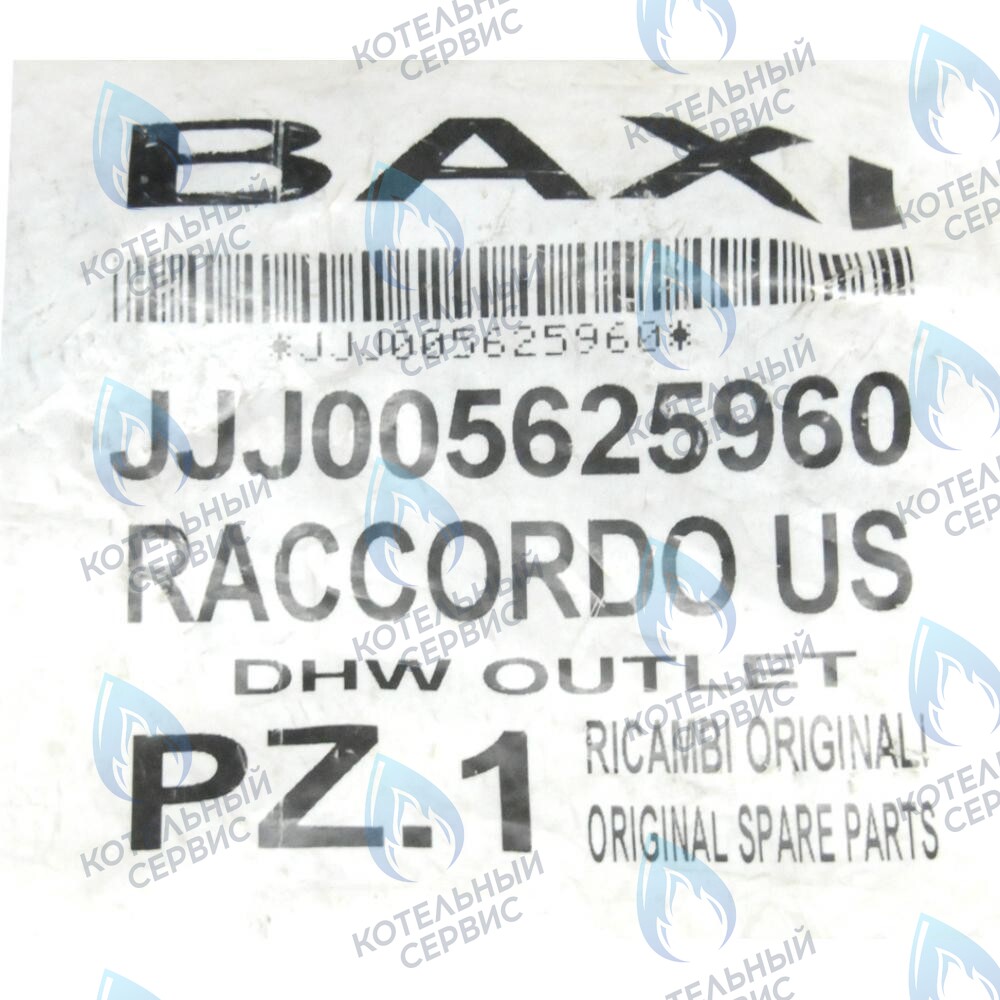 BAXI
*JJJ005625960*
JJJ005625960
RACCORDO US
DHW OUTLET
PZ.1
RICAMBI ORIGINALI
ORIGINAL SPARE PARTS
КОТЕЛЬНЫЙ
СЕРВИС